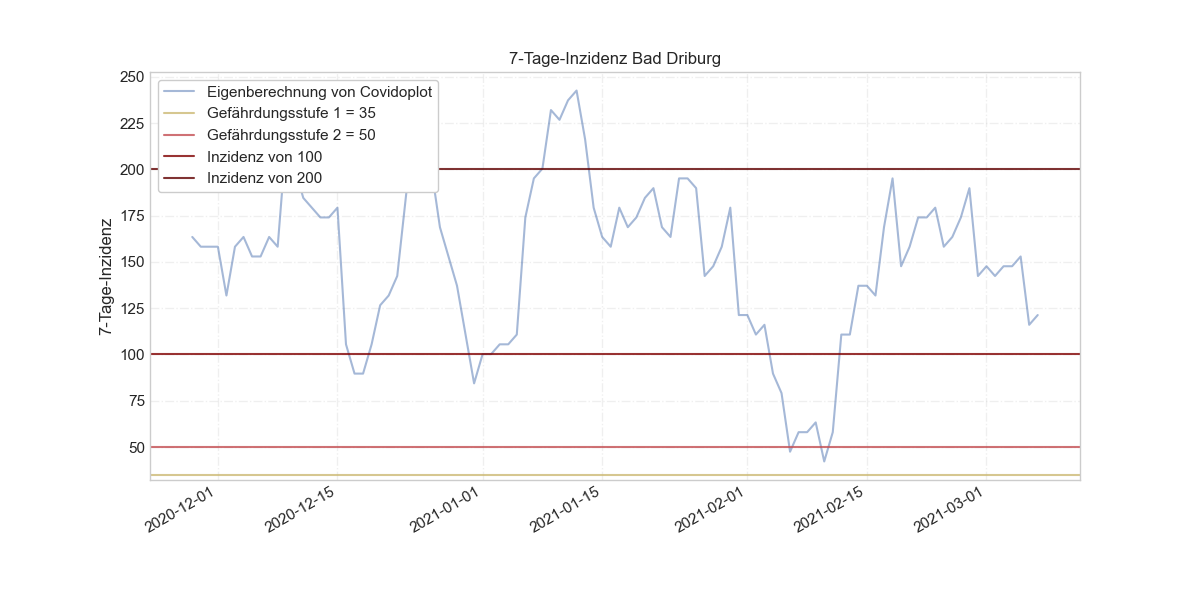 7-Tage-Inzidenz Bad Driburg
Eigenberechnung von Covidoplot
Gefährdungsstufe 1 = 35
Gefährdungsstufe 2 = 50
Inzidenz von 100
Inzidenz von 200
7-Tage-Inzidenz
250
225
200
175
150
125
100
75
50
2020-12-01
2020-12-15
2021-01-01
2021-01-15
2021-02-01
2021-02-15
2021-03-01